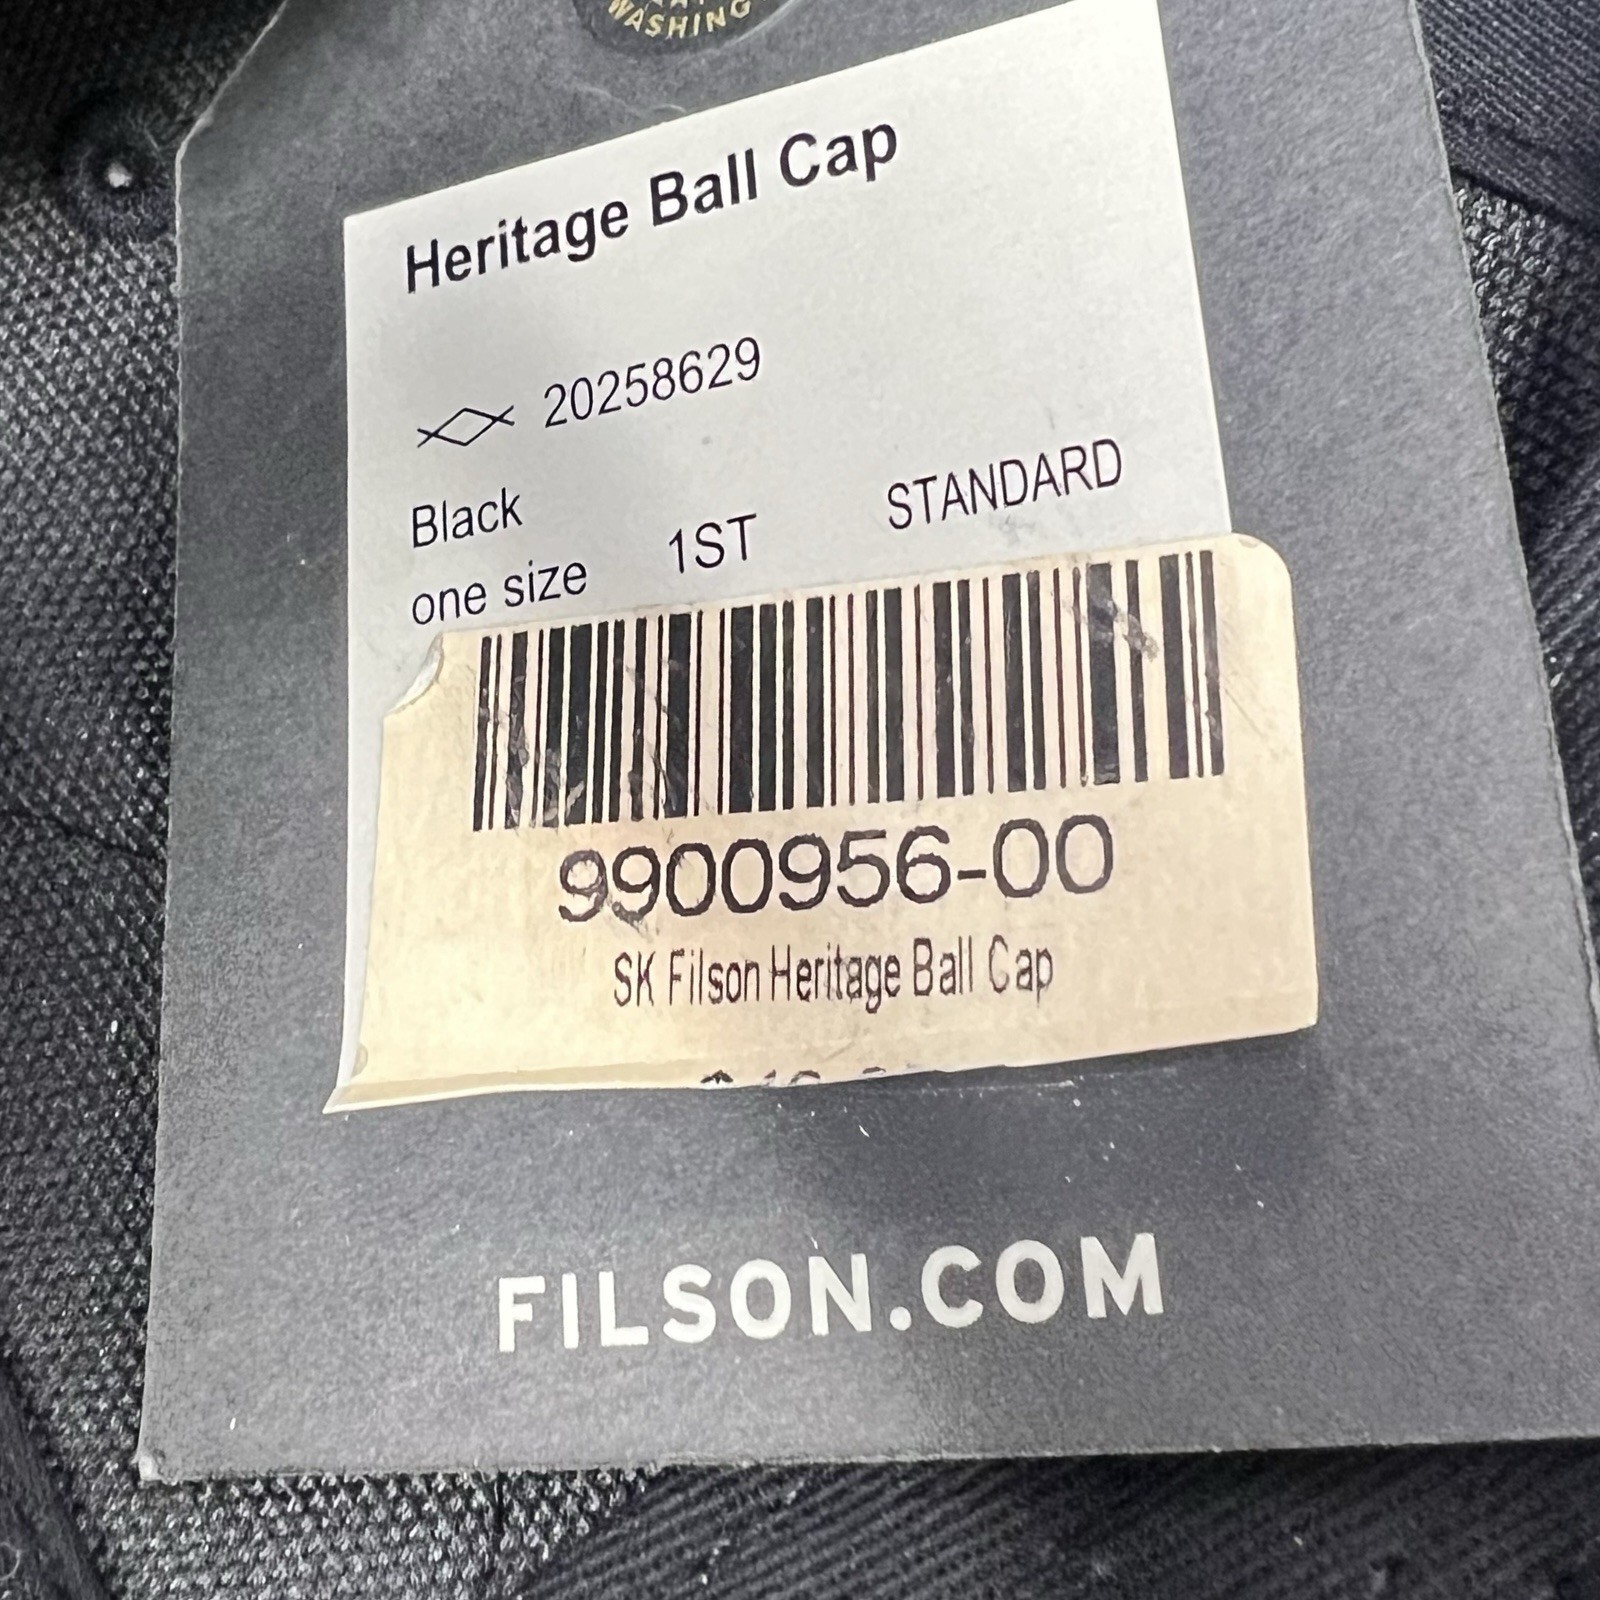 WASHING
Heritage Ball Cap
20258629
Black
one size 1ST STANDARD
9900956-00
SK Filson Heritage Ball Cap
FILSON.COM